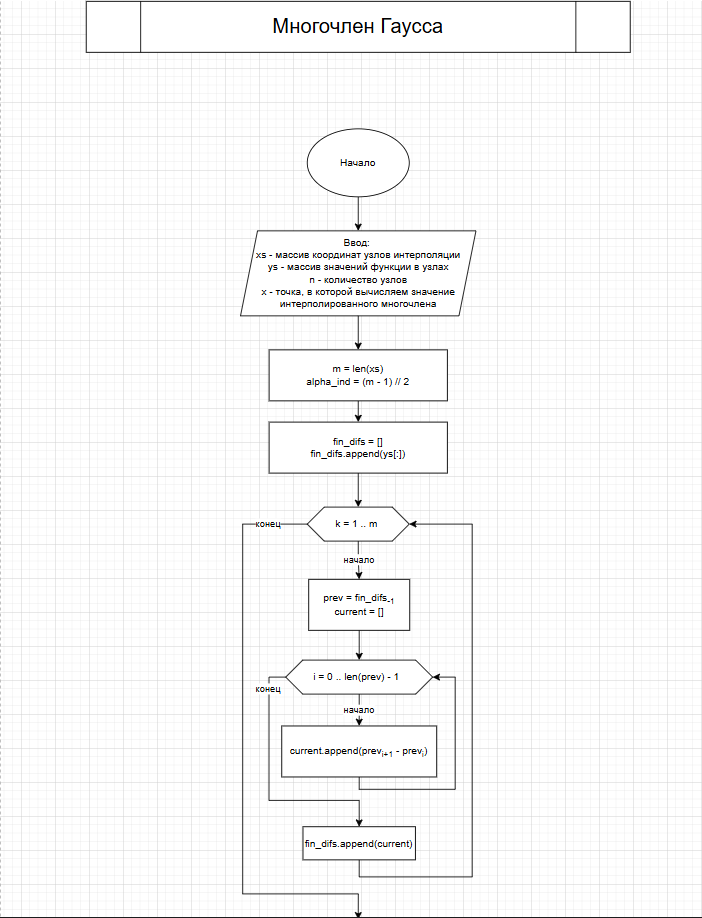 Многочлен Гаусса
Начало
Ввод:
xs - массив координат узлов интерполяции
ys - массив значений функции в узлах
n - количество узлов
x - точка, в которой вычисляем значение
интерполированного многочлена
m = len(xs)
alpha_ind = (m - 1) // 2
fin_difs = []
fin_difs.append(ys[:])
конец
k = 1 .. m
начало
prev = fin_difs₋₁
current = []
i = 0 .. len(prev) - 1
конец
начало
current.append(prevᵢ₊₁ - prevᵢ)
fin_difs.append(current)